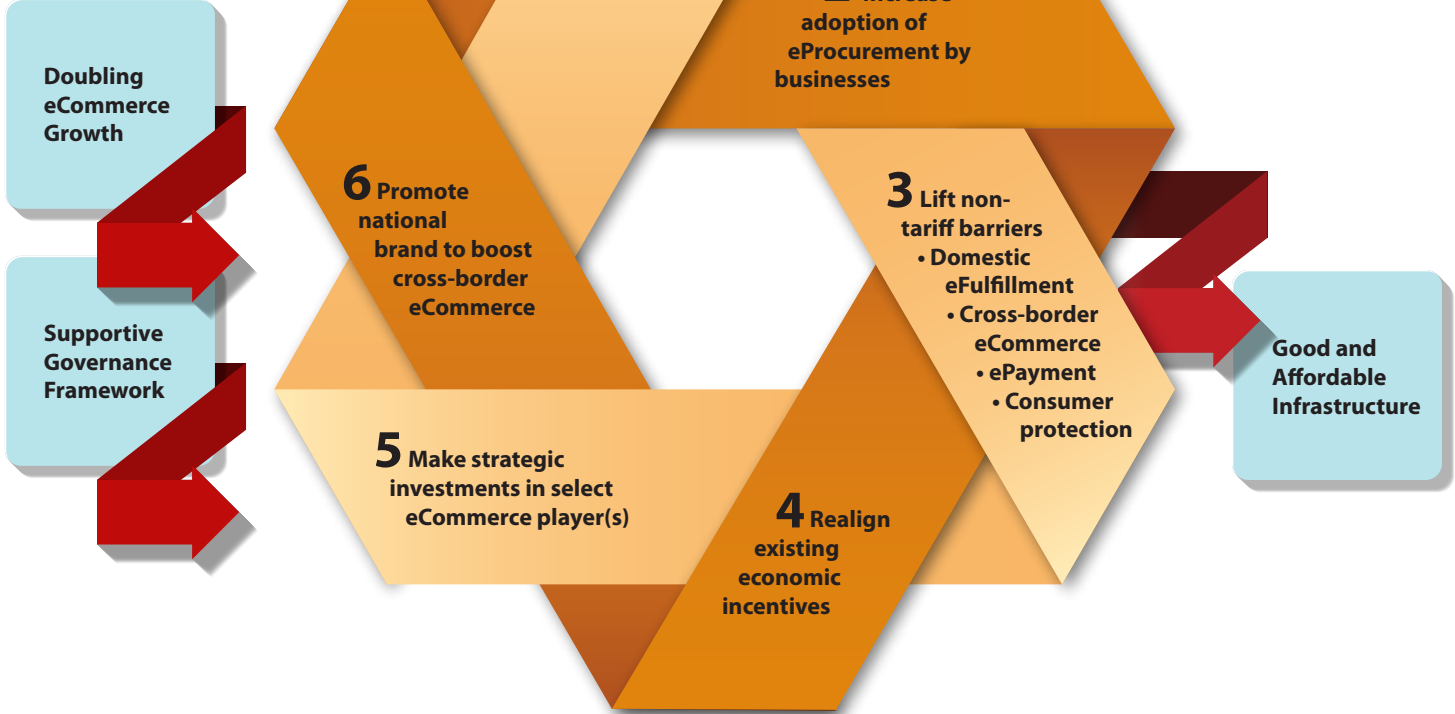 adoption of
eProcurement by
businesses
Doubling
eCommerce
Growth
6 Promote
national
brand to boost
cross-border
eCommerce
3 Lift non-
tariff barriers
• Domestic
eFulfillment
• Cross-border
eCommerce
• ePayment
• Consumer
protection
Supportive
Governance
Framework
Good and
Affordable
Infrastructure
5 Make strategic
investments in select
eCommerce player(s)
4 Realign
existing
economic
incentives